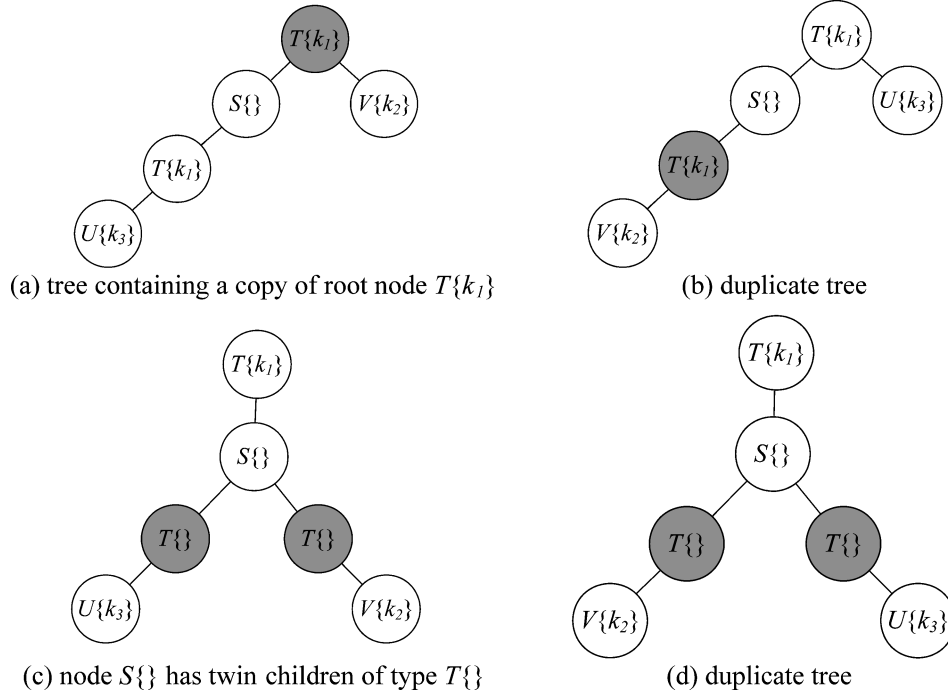 T{k₁}
S{}
V{k₂}
T{k₁}
U{k₃}
(a) tree containing a copy of root node T{k₁}
T{k₁}
S{}
U{k₃}
T{k₁}
V{k₂}
(b) duplicate tree
T{k₁}
S{}
T{} T{}
U{k₃} V{k₂}
(c) node S{} has twin children of type T{}
T{k₁}
S{}
T{} T{}
V{k₂} U{k₃}
(d) duplicate tree